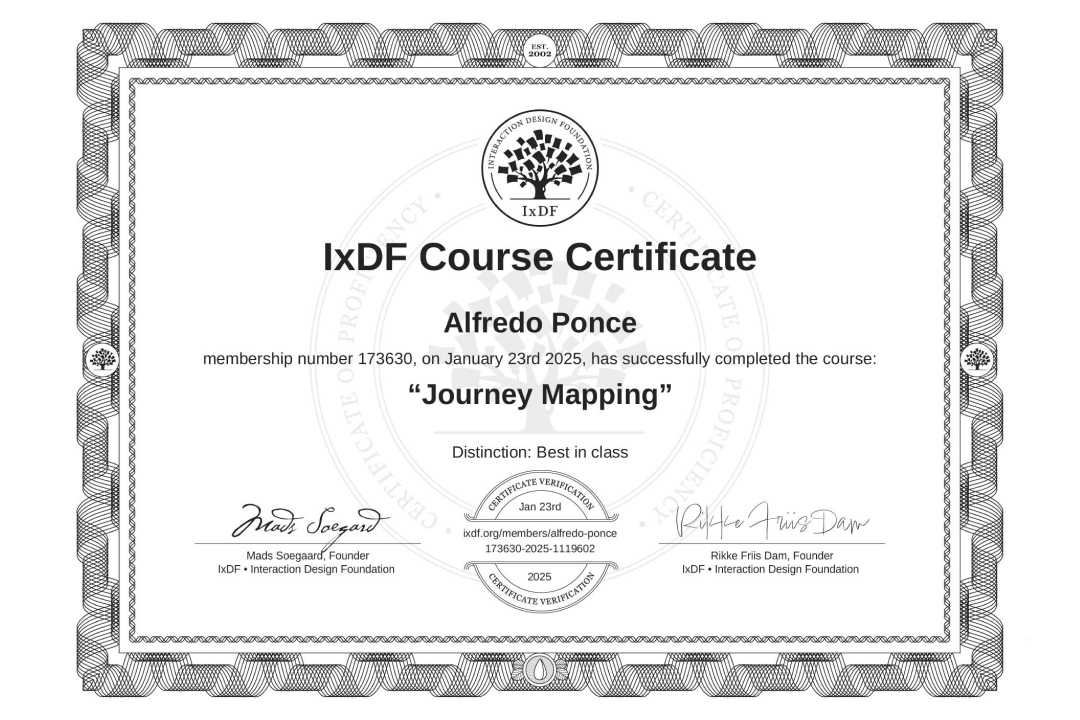 EST.
2002
INTERACTION DESIGN FOUNDATION
IxDF
IxDF Course Certificate
Alfredo Ponce
membership number 173630, on January 23rd 2025, has successfully completed the course:
“Journey Mapping”
Distinction: Best in class
CERTIFICATE OF PROFICIENCY • CERTIFICATE OF PROFICIENCY •
CERTIFICATE VERIFICATION
Jan 23rd
ixdf.org/members/alfredo-ponce
173630-2025-1119602
2025
CERTIFICATE VERIFICATION
Mads Soegaard
Mads Soegaard, Founder
IxDF • Interaction Design Foundation
Rikke Friis Dam
Rikke Friis Dam, Founder
IxDF • Interaction Design Foundation